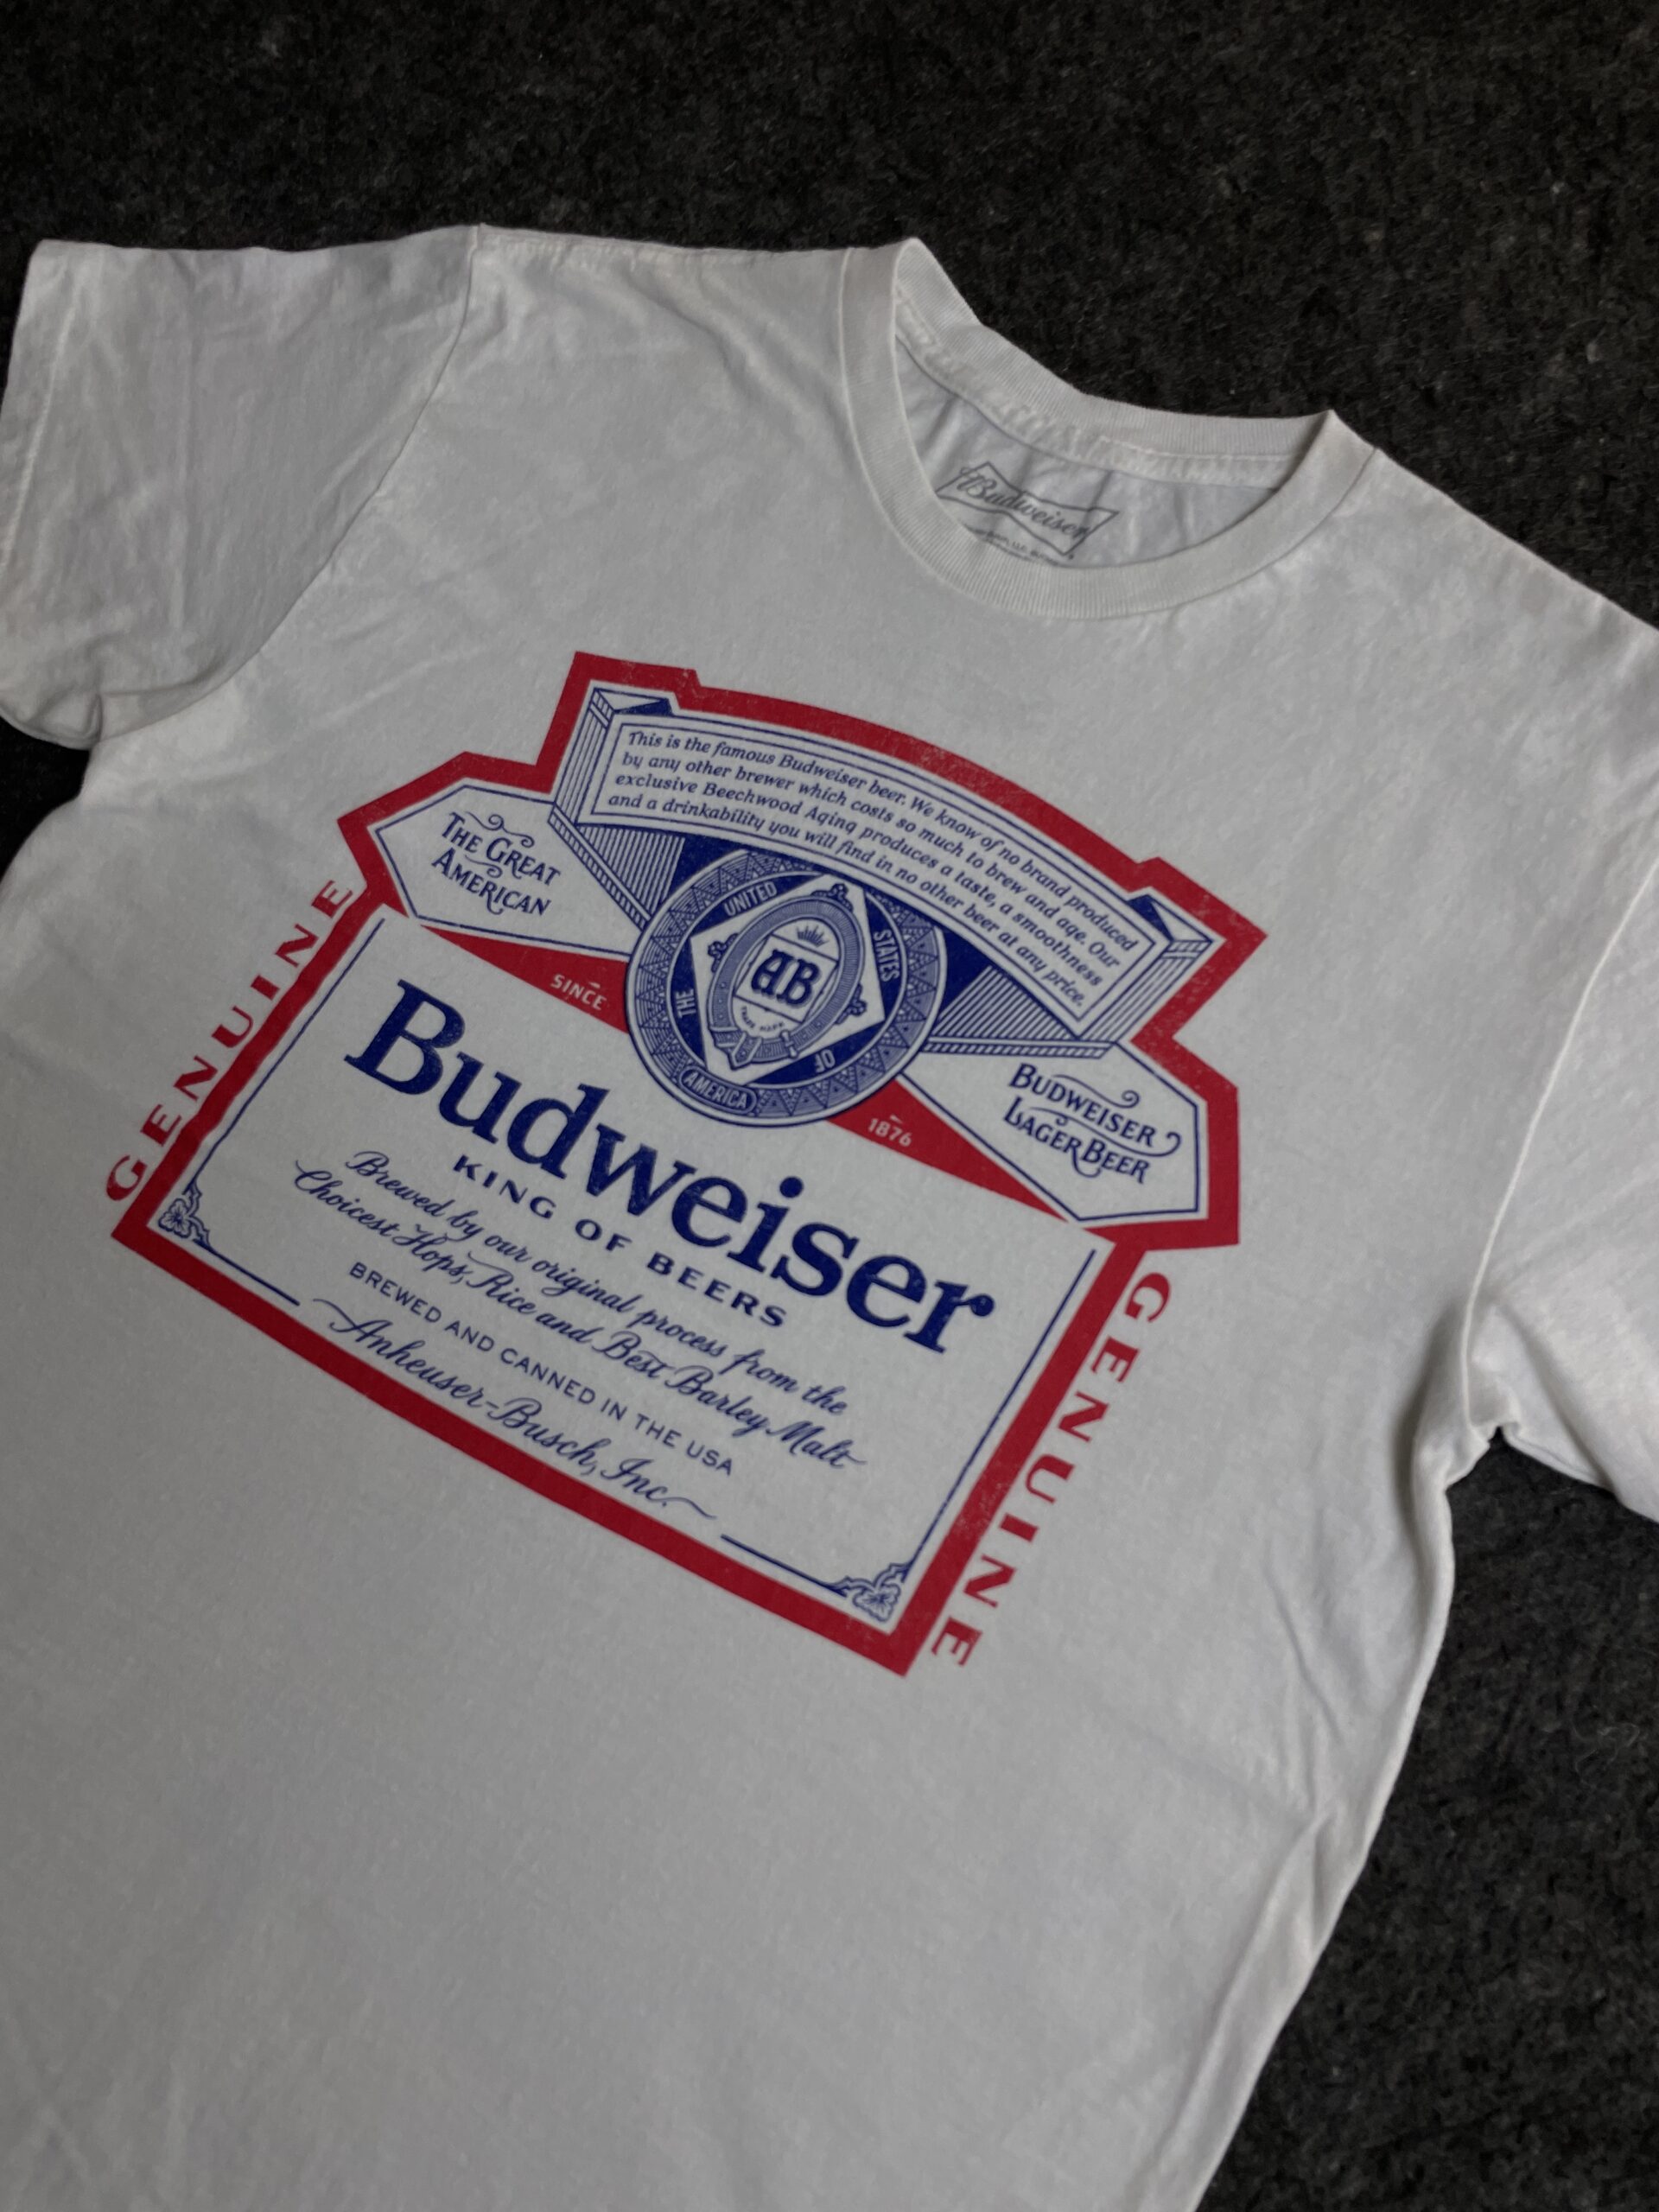 Budweiser
This is the famous Budweiser beer. We know of no brand produced
by any other brewer which costs so much to brew and age. Our
exclusive Beechwood Aging produces a taste, a smoothness
and a drinkability you will find in no other beer at any price.
THE GREAT
AMERICAN
UNITED
STATES
OF
AMERICA
THE
AB
TRADE MARK
SINCE
1876
BUDWEISER
LAGER BEER
GENUINE
Budweiser
KING OF BEERS
Brewed by our original process from the
Choicest Hops, Rice and Best Barley Malt
BREWED AND CANNED IN THE USA
Anheuser-Busch, Inc.
GENUINE